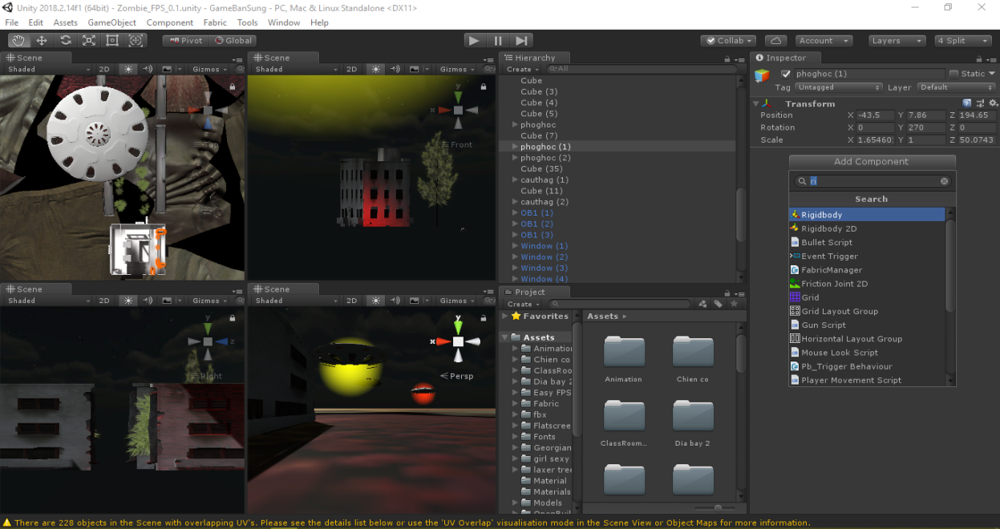 Unity 2018.2.14f1 (64bit) - Zombie_FPS_0.1.unity - GameBanSung - PC, Mac & Linux Standalone <DX11>
File Edit Assets GameObject Component Fabric Tools Window Help
Pivot Global Collab Account Layers 4 Split
Scene
Shaded 2D Gizmos
Top
Scene
Shaded 2D Gizmos
y
x
Front
Scene
Shaded 2D Gizmos
y
z
Right
Scene
Shaded 2D Gizmos
y
x
Persp
Hierarchy
Create All
Cube
Cube (3)
Cube (4)
Cube (5)
phoghoc
Cube (7)
phoghoc (1)
phoghoc (2)
Cube (35)
cauthag (1)
Cube (11)
cauthag (2)
OB1 (1)
OB1 (2)
OB1 (3)
Window (1)
Window (2)
Window (3)
Window (4)
Project
Create
Favorites
Assets
Animation
Chien co
ClassRoo
Dia bay 2
Easy FPS
Fabric
fbx
Flatscree
Fonts
Georgian
girl sexy
laxer tree
Material
Materials
Models
Assets
Animation Chien co
ClassRoom... Dia bay 2
Inspector
phoghoc (1) Static
Tag Untagged Layer Default
Transform
Position X -43.5 Y 7.86 Z 194.65
Rotation X 0 Y 270 Z 0
Scale X 1.65460 Y 1 Z 50.0743
Add Component
ri
Search
Rigidbody
Rigidbody 2D
Bullet Script
Event Trigger
FabricManager
Friction Joint 2D
Grid
Grid Layout Group
Gun Script
Horizontal Layout Group
Mouse Look Script
Pb_Trigger Behaviour
Player Movement Script
There are 228 objects in the Scene with overlapping UV's. Please see the details list below or use the 'UV Overlap' visualisation mode in the Scene View or Object Maps for more information.